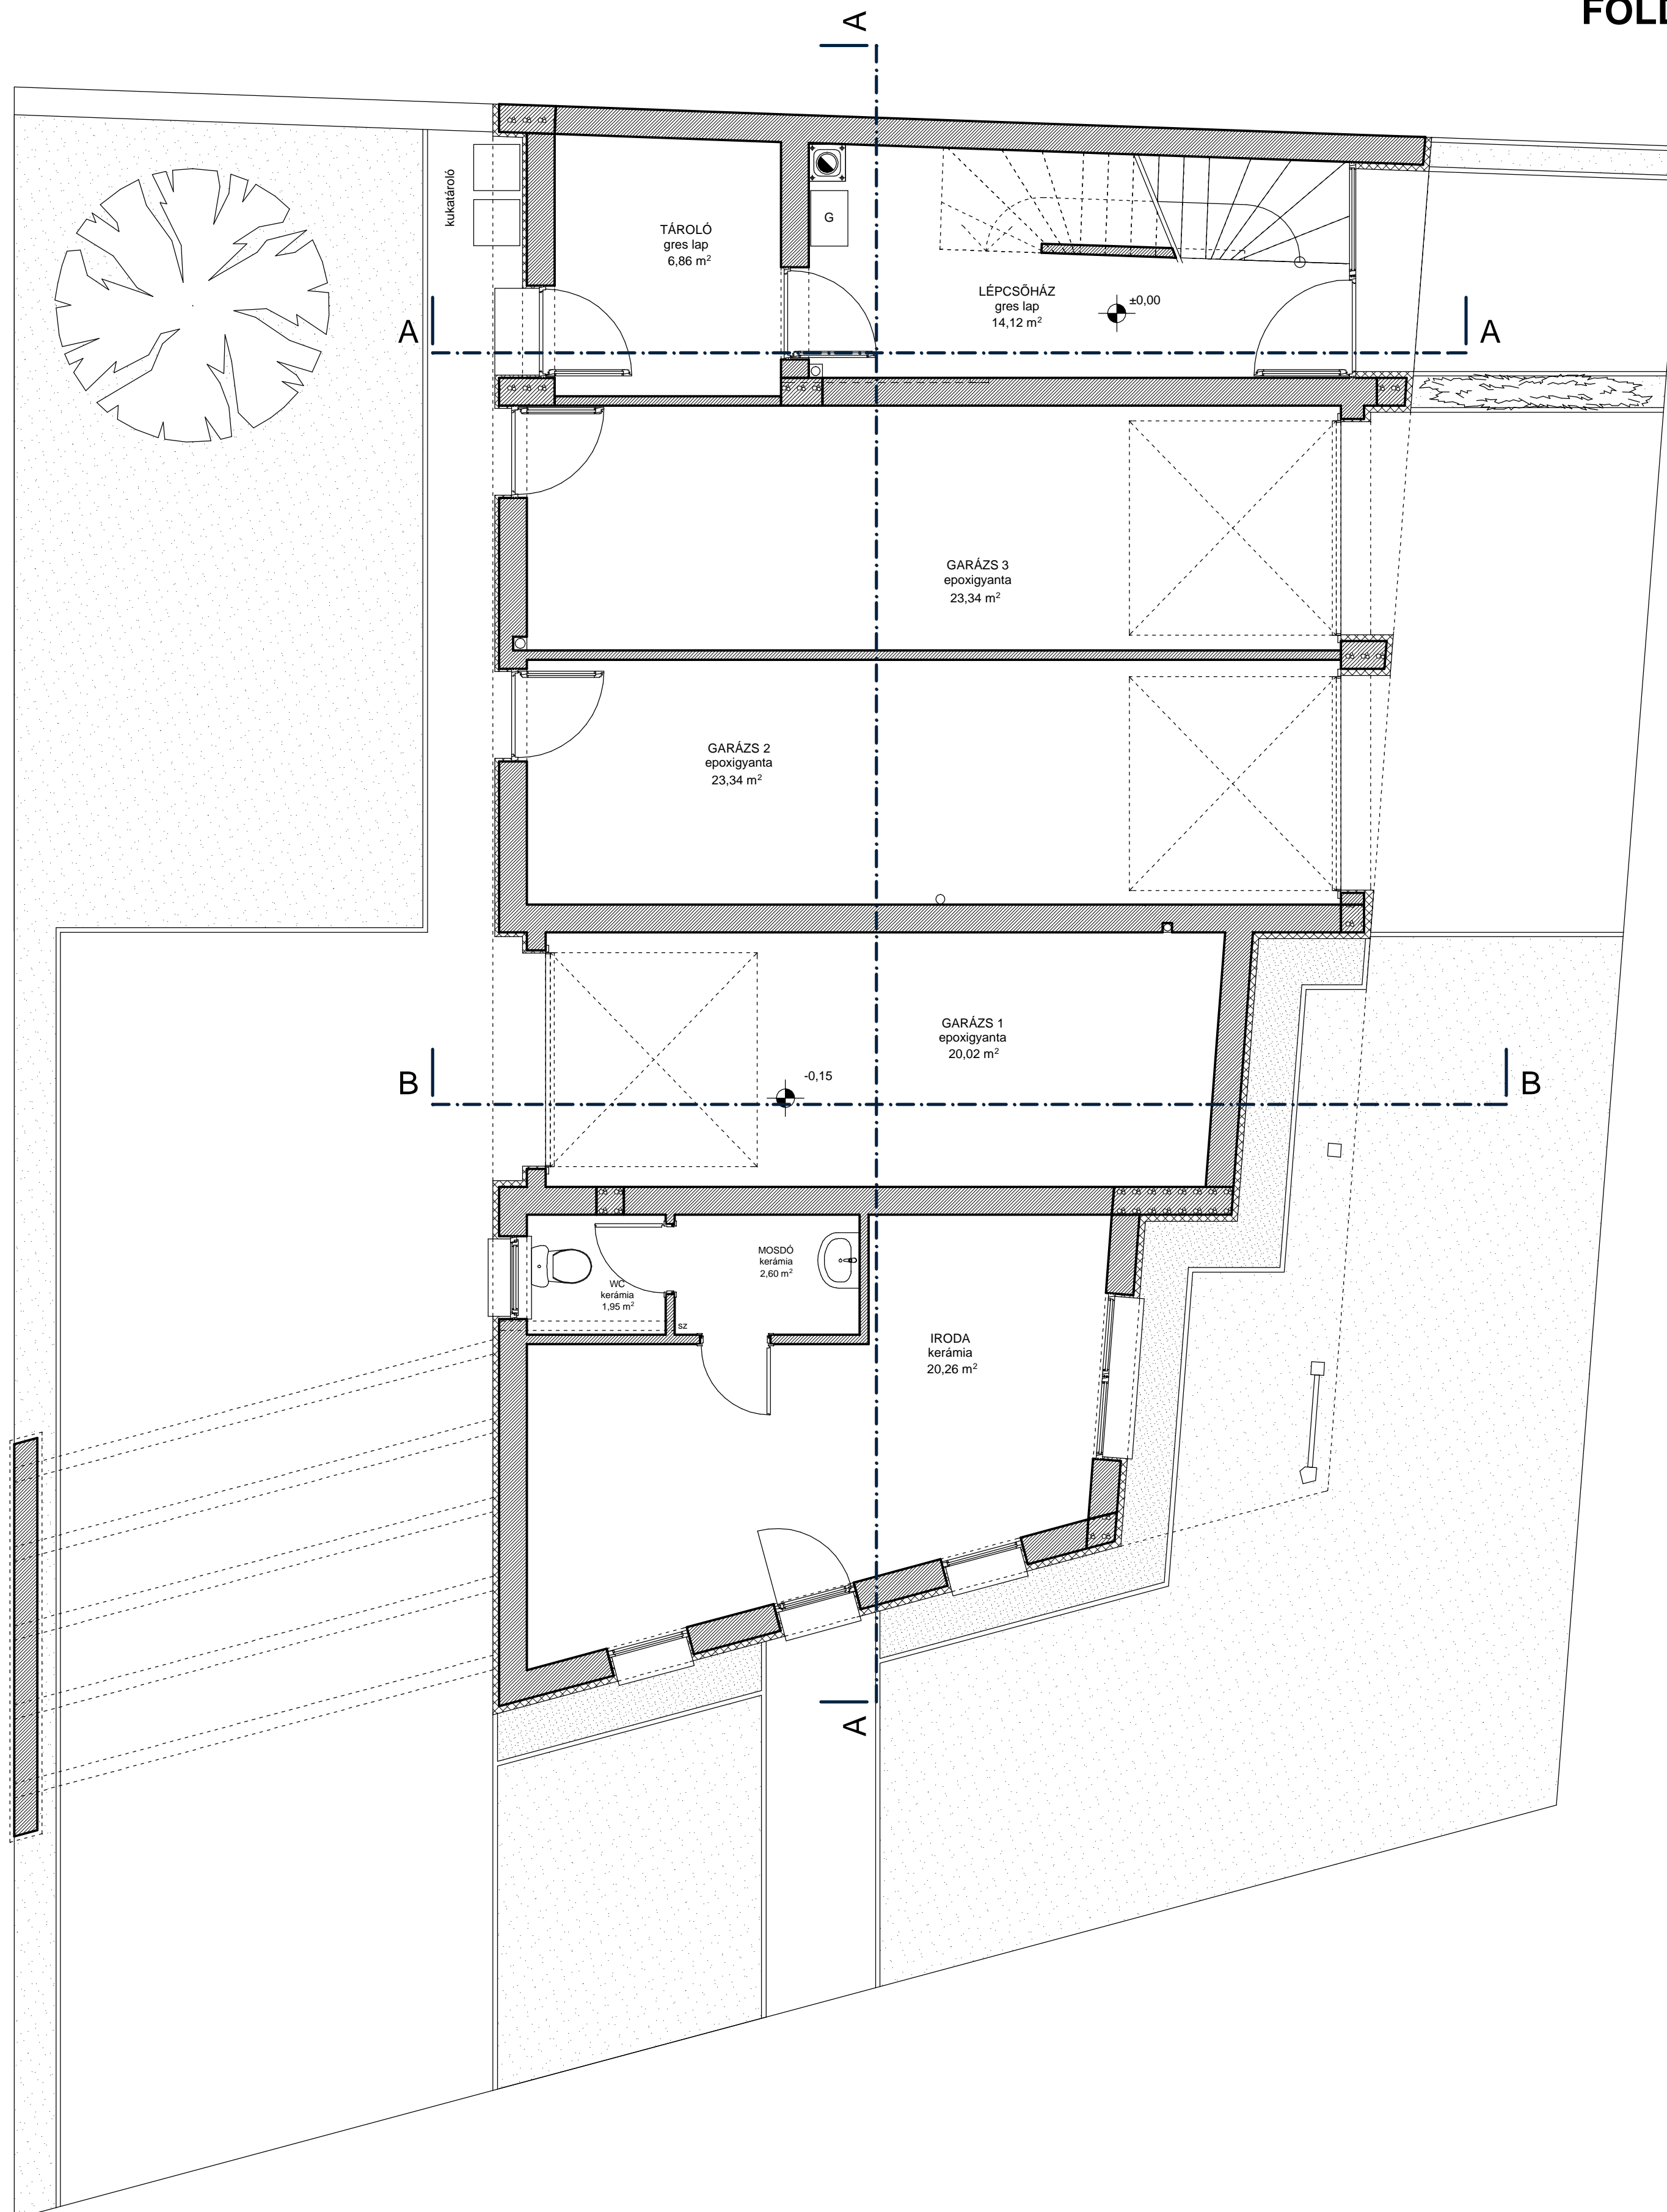 FÖLD
A
kukatároló
TÁROLÓ
gres lap
6,86 m²
G
LÉPCSŐHÁZ
gres lap
14,12 m²
±0,00
A
A
GARÁZS 3
epoxigyanta
23,34 m²
GARÁZS 2
epoxigyanta
23,34 m²
GARÁZS 1
epoxigyanta
20,02 m²
-0,15
B
B
MOSDÓ
kerámia
2,60 m²
WC
kerámia
1,95 m²
sz
IRODA
kerámia
20,26 m²
A